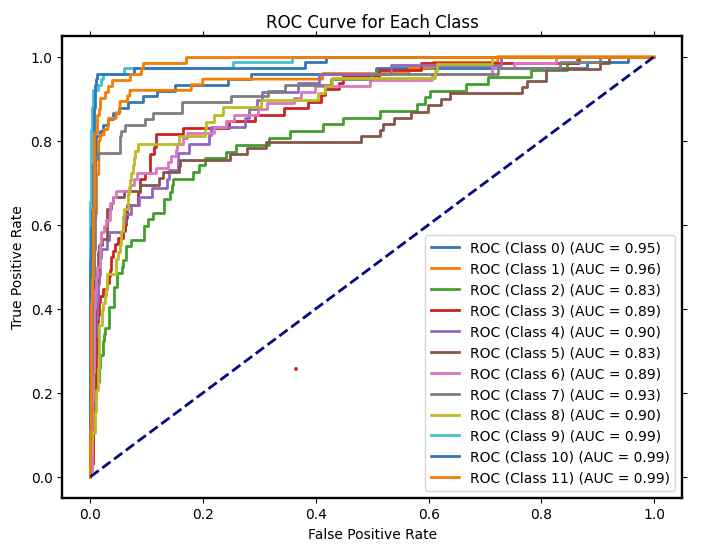 ROC Curve for Each Class
True Positive Rate
1.0
0.8
0.6
0.4
0.2
0.0
ROC (Class 0) (AUC = 0.95)
ROC (Class 1) (AUC = 0.96)
ROC (Class 2) (AUC = 0.83)
ROC (Class 3) (AUC = 0.89)
ROC (Class 4) (AUC = 0.90)
ROC (Class 5) (AUC = 0.83)
ROC (Class 6) (AUC = 0.89)
ROC (Class 7) (AUC = 0.93)
ROC (Class 8) (AUC = 0.90)
ROC (Class 9) (AUC = 0.99)
ROC (Class 10) (AUC = 0.99)
ROC (Class 11) (AUC = 0.99)
0.0 0.2 0.4 0.6 0.8 1.0
False Positive Rate